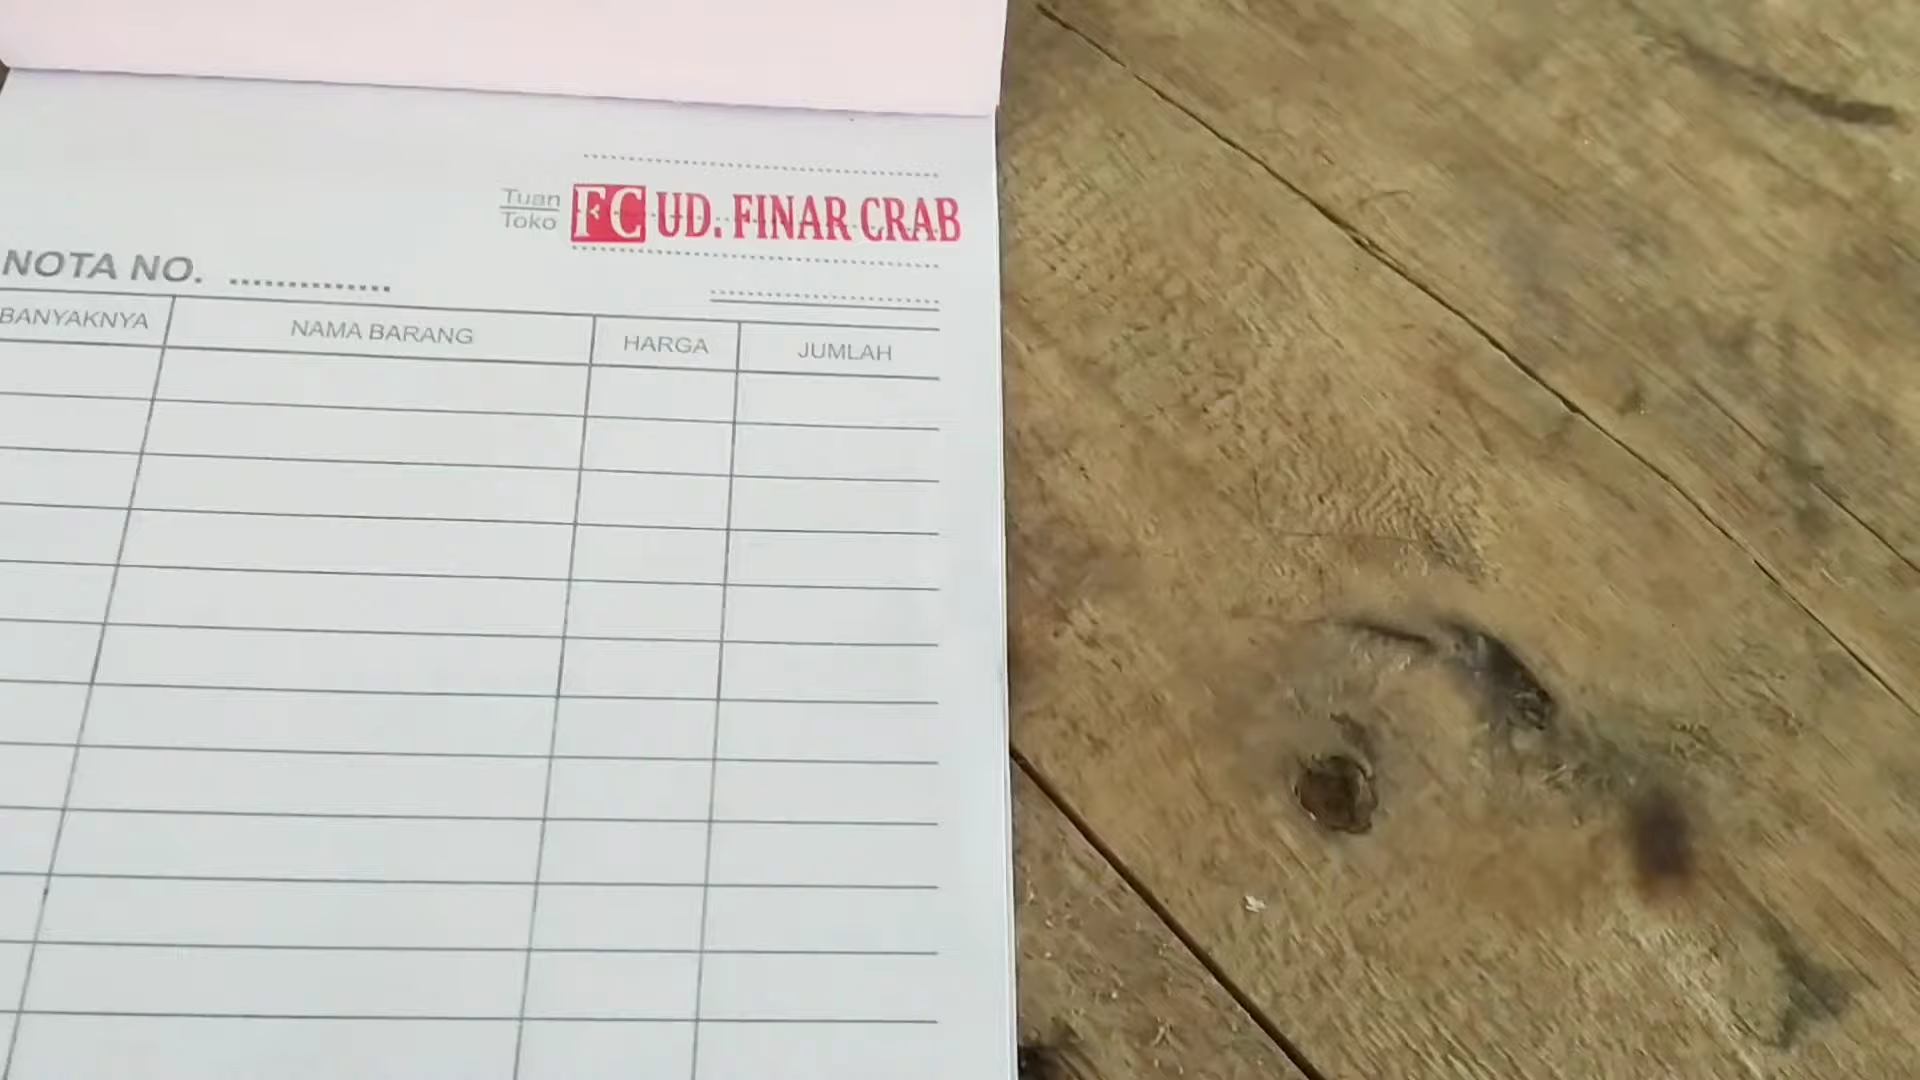 Tuan
Toko
FC UD. FINAR CRAB
NOTA NO. ..............
BANYAKNYA NAMA BARANG HARGA JUMLAH